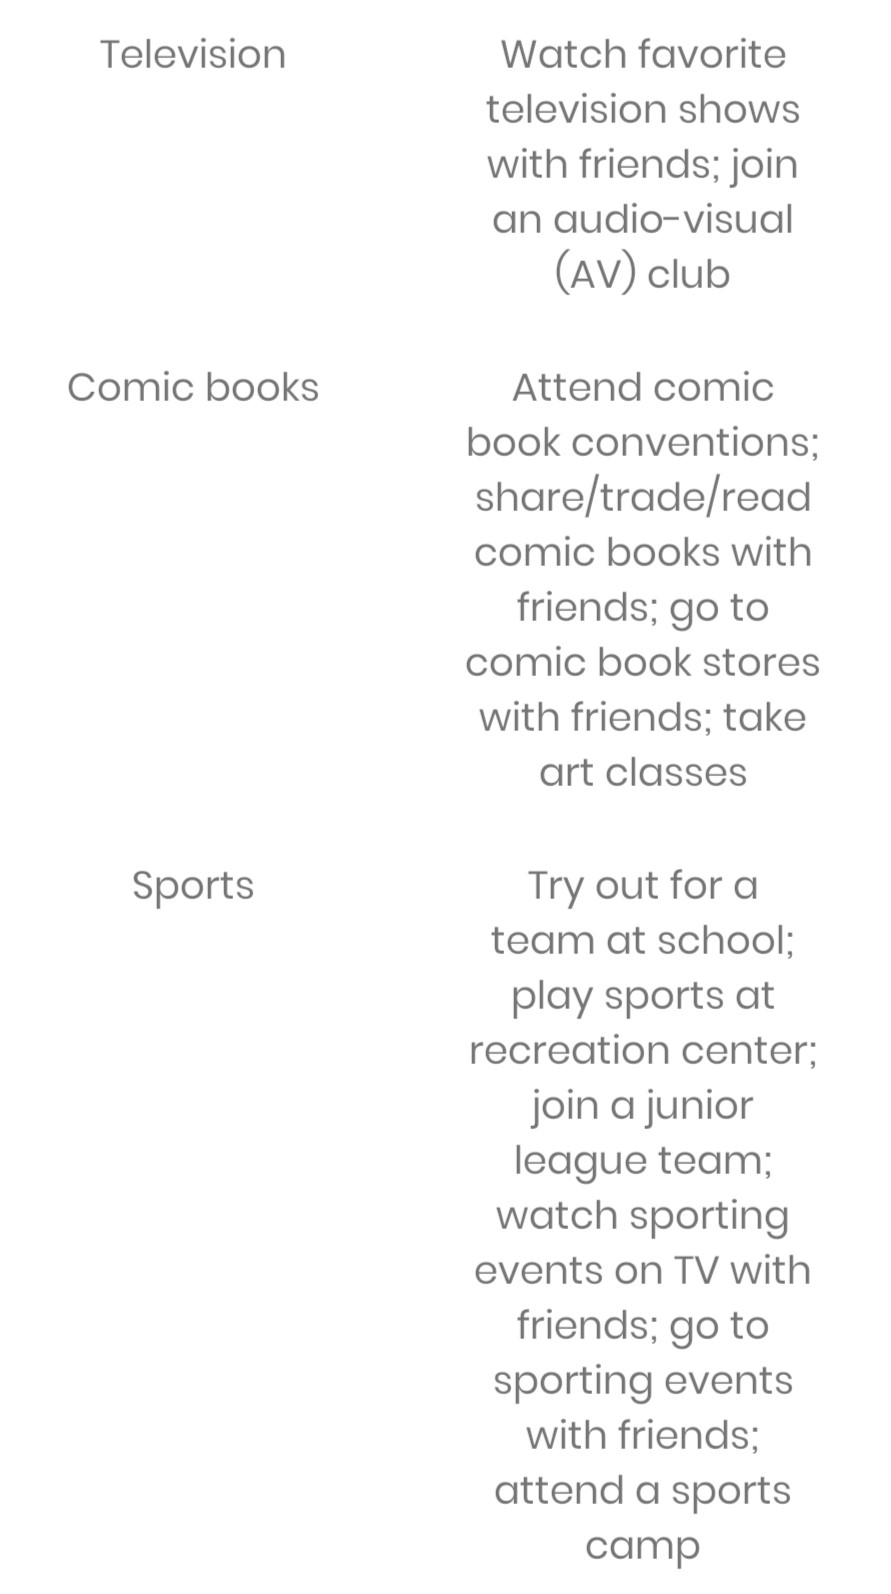 Television
Watch favorite
television shows
with friends; join
an audio-visual
(AV) club
Comic books
Attend comic
book conventions;
share/trade/read
comic books with
friends; go to
comic book stores
with friends; take
art classes
Sports
Try out for a
team at school;
play sports at
recreation center;
join a junior
league team;
watch sporting
events on TV with
friends; go to
sporting events
with friends;
attend a sports
camp